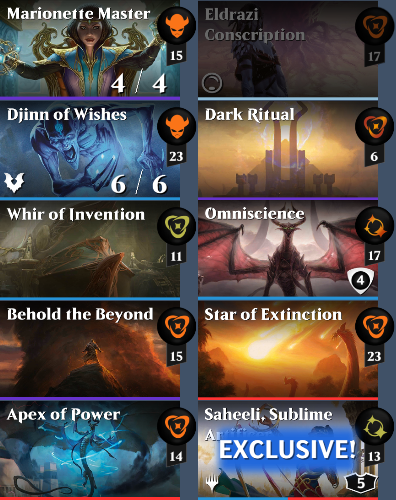 Marionette Master
15
4 / 4
Eldrazi
Conscription
17
Djinn of Wishes
23
6 / 6
Dark Ritual
6
Whir of Invention
11
Omniscience
17
4
Behold the Beyond
15
Star of Extinction
23
Apex of Power
14
Saheeli, Sublime
EXCLUSIVE!
13
5